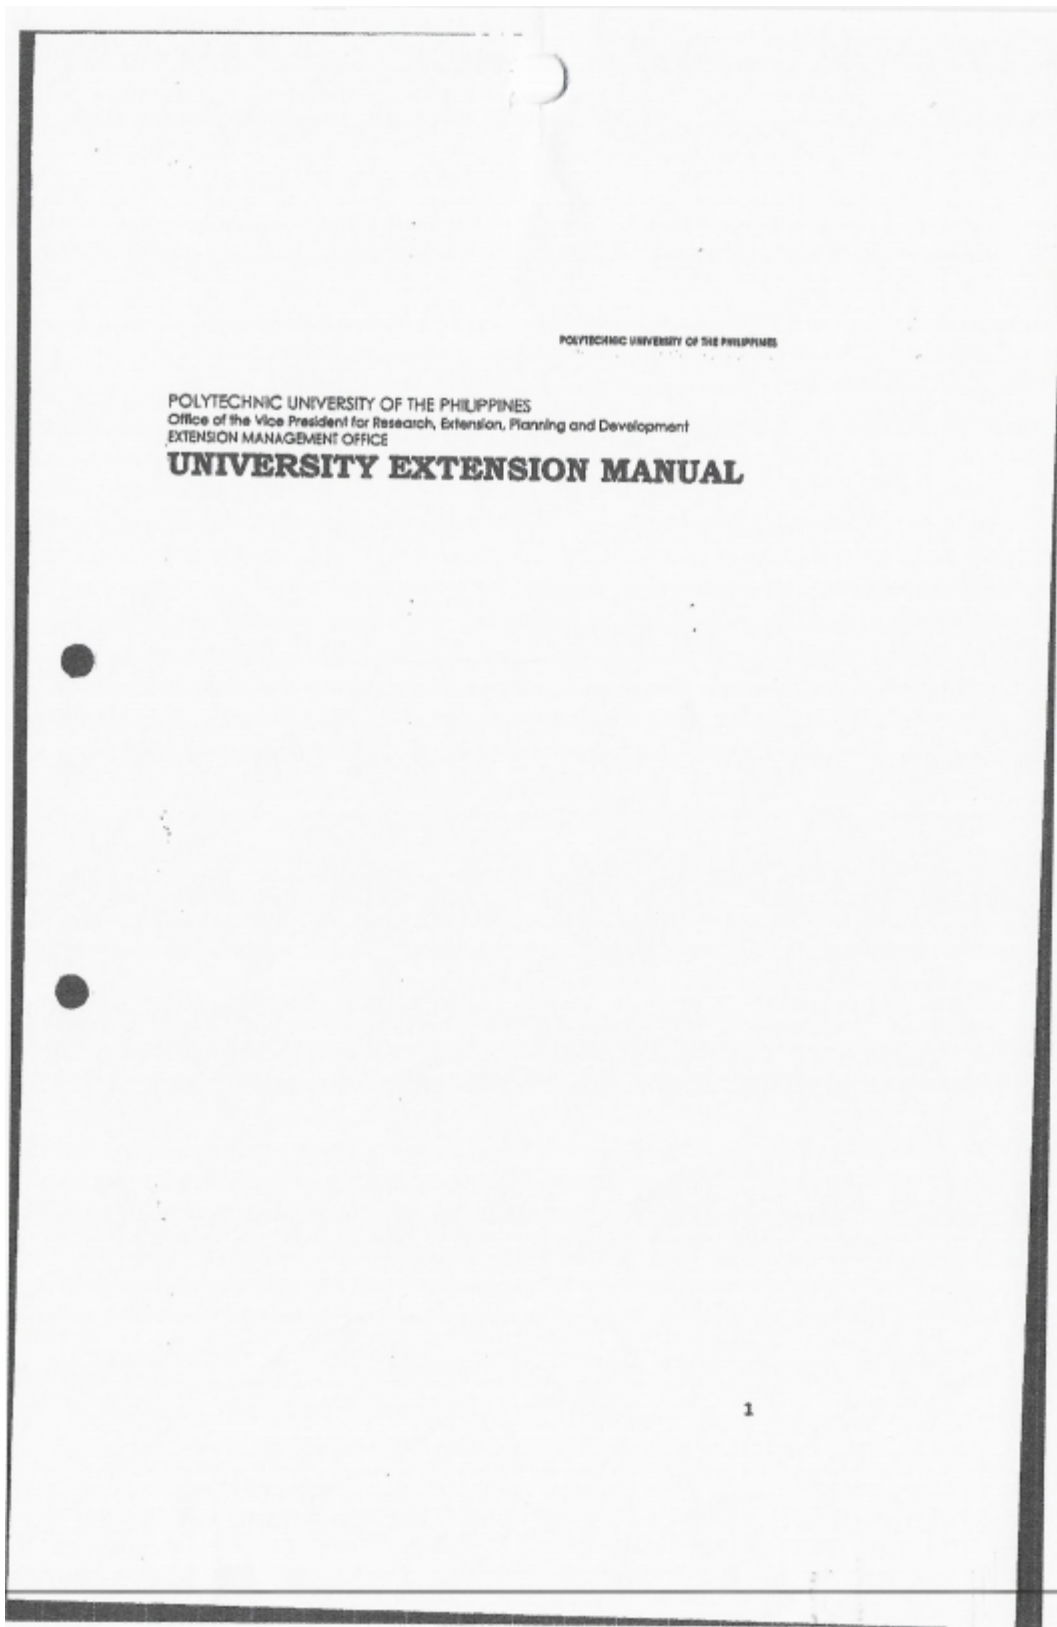 POLYTECHNIC UNIVERSITY OF THE PHILIPPINES
POLYTECHNIC UNIVERSITY OF THE PHILIPPINES
Office of the Vice President for Research, Extension, Planning and Development
EXTENSION MANAGEMENT OFFICE
UNIVERSITY EXTENSION MANUAL
1